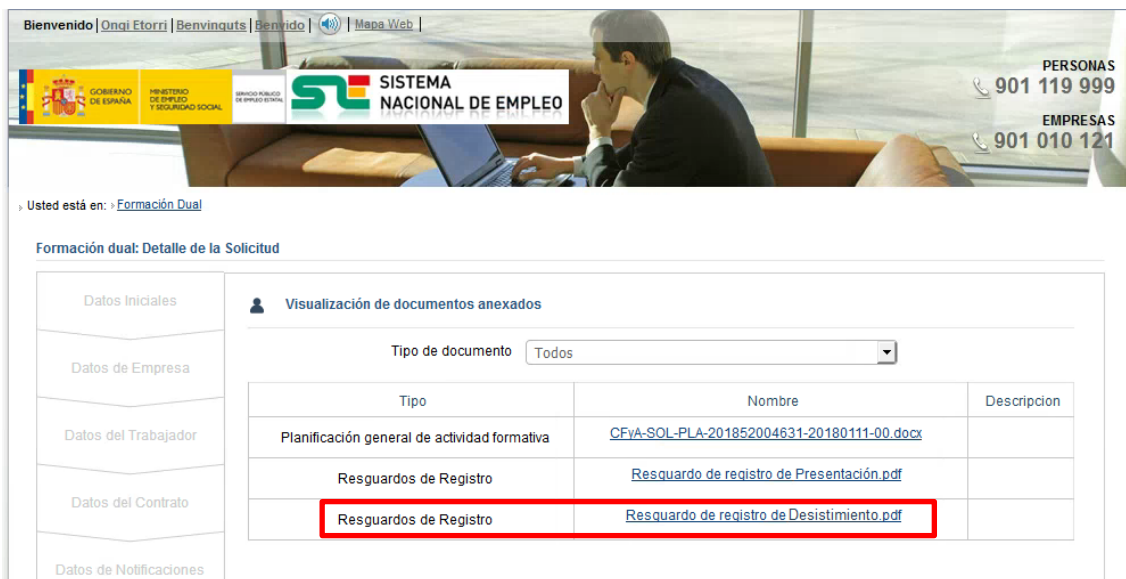 Bienvenido | Ongi Etorri | Benvinguts | Benvido | | Mapa Web |
PERSONAS
901 119 999
EMPRESAS
901 010 121
GOBIERNO DE ESPAÑA
MINISTERIO DE EMPLEO Y SEGURIDAD SOCIAL
SERVICIO PÚBLICO DE EMPLEO ESTATAL
SISTEMA
NACIONAL DE EMPLEO
Usted está en: Formación Dual
Formación dual: Detalle de la Solicitud
Datos Iniciales
Datos de Empresa
Datos del Trabajador
Datos del Contrato
Datos de Notificaciones
Visualización de documentos anexados
Tipo de documento Todos
Tipo Nombre Descripcion
Planificación general de actividad formativa CFyA-SOL-PLA-201852004631-20180111-00.docx
Resguardos de Registro Resguardo de registro de Presentación.pdf
Resguardos de Registro Resguardo de registro de Desistimiento.pdf